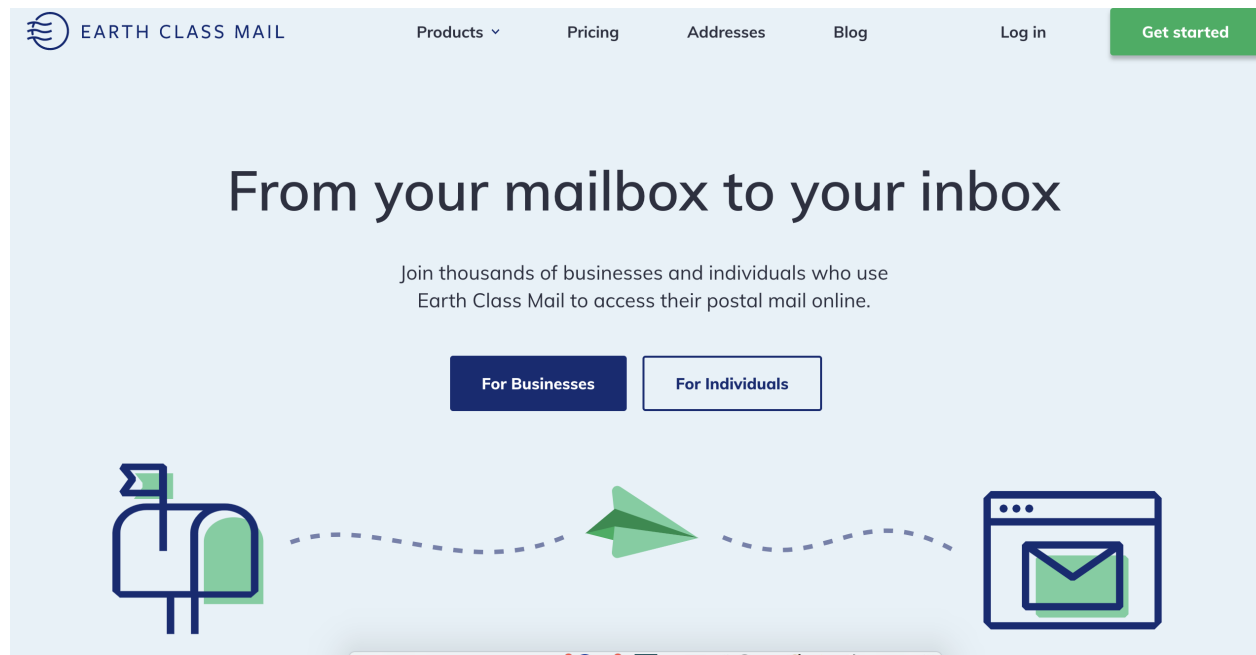 EARTH CLASS MAIL
Products
Pricing
Addresses
Blog
Log in
Get started
From your mailbox to your inbox
Join thousands of businesses and individuals who use
Earth Class Mail to access their postal mail online.
For Businesses
For Individuals